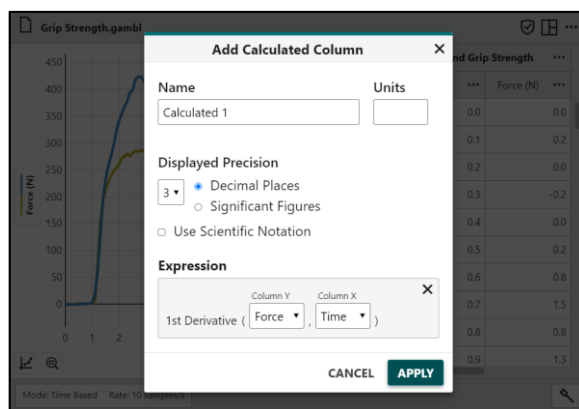 Grip Strength.gambl
Add Calculated Column
Name
Units
Calculated 1
Displayed Precision
3
Decimal Places
Significant Figures
Use Scientific Notation
Expression
Column Y
Column X
1st Derivative ( Force , Time )
CANCEL
APPLY
Force (N)
450
400
350
300
250
200
150
100
50
0
0 1 2
nd Grip Strength
Force (N)
0.0 0.0
0.1 0.2
0.2 0.0
0.3 -0.2
0.4 0.0
0.5 0.2
0.6 0.8
0.7 1.5
0.8 0.8
0.9 1.3
Mode: Time Based Rate: 10 samples/s